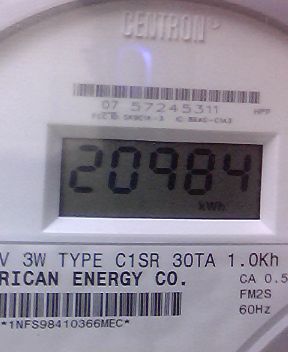 CENTRON
07 57245311
HPP
20984
kWh
V 3W TYPE C1SR 30TA 1.0Kh
RICAN ENERGY CO.
CA 0.5
FM2S
60Hz
*1NFS98410366MEC*